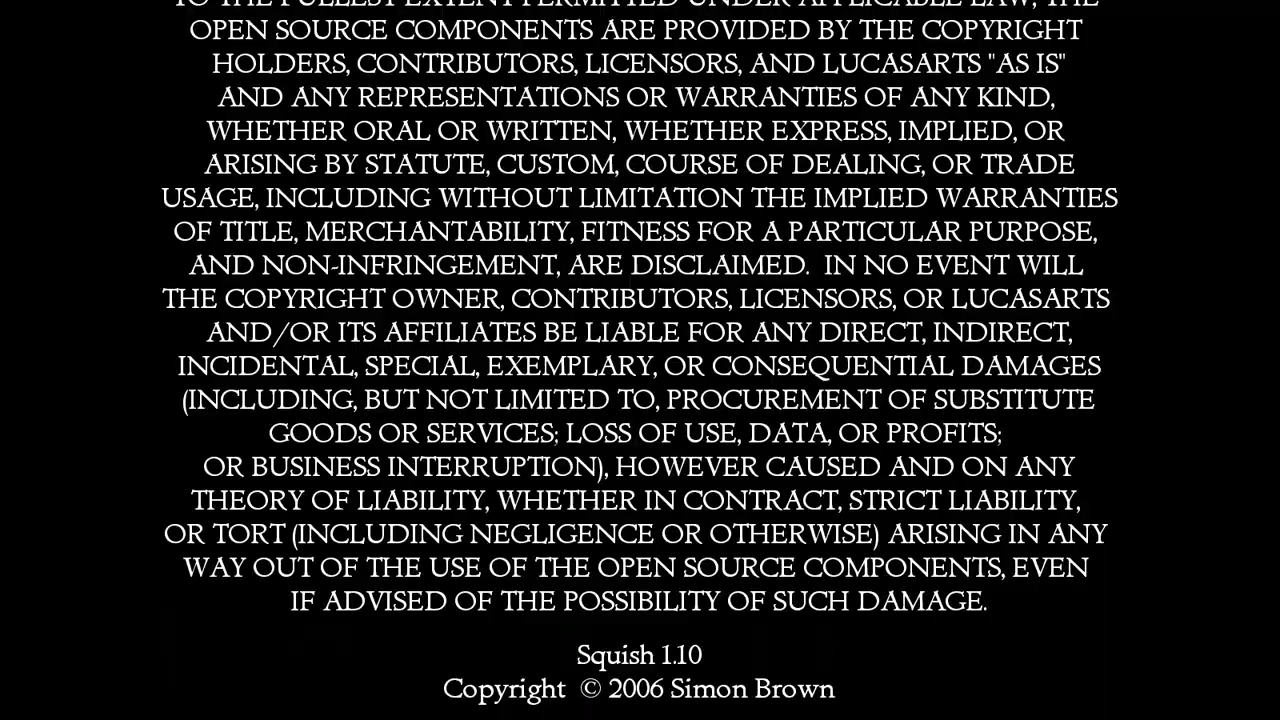 TO THE FULLEST EXTENT PERMITTED UNDER APPLICABLE LAW, THE
OPEN SOURCE COMPONENTS ARE PROVIDED BY THE COPYRIGHT
HOLDERS, CONTRIBUTORS, LICENSORS, AND LUCASARTS "AS IS"
AND ANY REPRESENTATIONS OR WARRANTIES OF ANY KIND,
WHETHER ORAL OR WRITTEN, WHETHER EXPRESS, IMPLIED, OR
ARISING BY STATUTE, CUSTOM, COURSE OF DEALING, OR TRADE
USAGE, INCLUDING WITHOUT LIMITATION THE IMPLIED WARRANTIES
OF TITLE, MERCHANTABILITY, FITNESS FOR A PARTICULAR PURPOSE,
AND NON-INFRINGEMENT, ARE DISCLAIMED.  IN NO EVENT WILL
THE COPYRIGHT OWNER, CONTRIBUTORS, LICENSORS, OR LUCASARTS
AND/OR ITS AFFILIATES BE LIABLE FOR ANY DIRECT, INDIRECT,
INCIDENTAL, SPECIAL, EXEMPLARY, OR CONSEQUENTIAL DAMAGES
(INCLUDING, BUT NOT LIMITED TO, PROCUREMENT OF SUBSTITUTE
GOODS OR SERVICES; LOSS OF USE, DATA, OR PROFITS;
OR BUSINESS INTERRUPTION), HOWEVER CAUSED AND ON ANY
THEORY OF LIABILITY, WHETHER IN CONTRACT, STRICT LIABILITY,
OR TORT (INCLUDING NEGLIGENCE OR OTHERWISE) ARISING IN ANY
WAY OUT OF THE USE OF THE OPEN SOURCE COMPONENTS, EVEN
IF ADVISED OF THE POSSIBILITY OF SUCH DAMAGE.
Squish 1.10
Copyright  © 2006 Simon Brown